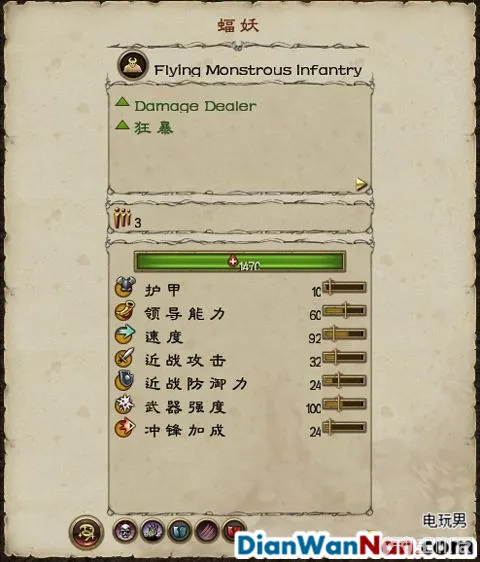 蝠妖
Flying Monstrous Infantry
Damage Dealer
狂暴
3
1470
护甲 10
领导能力 60
速度 92
近战攻击 32
近战防御力 24
武器强度 100
冲锋加成 24
电玩男
DianWanNan.com